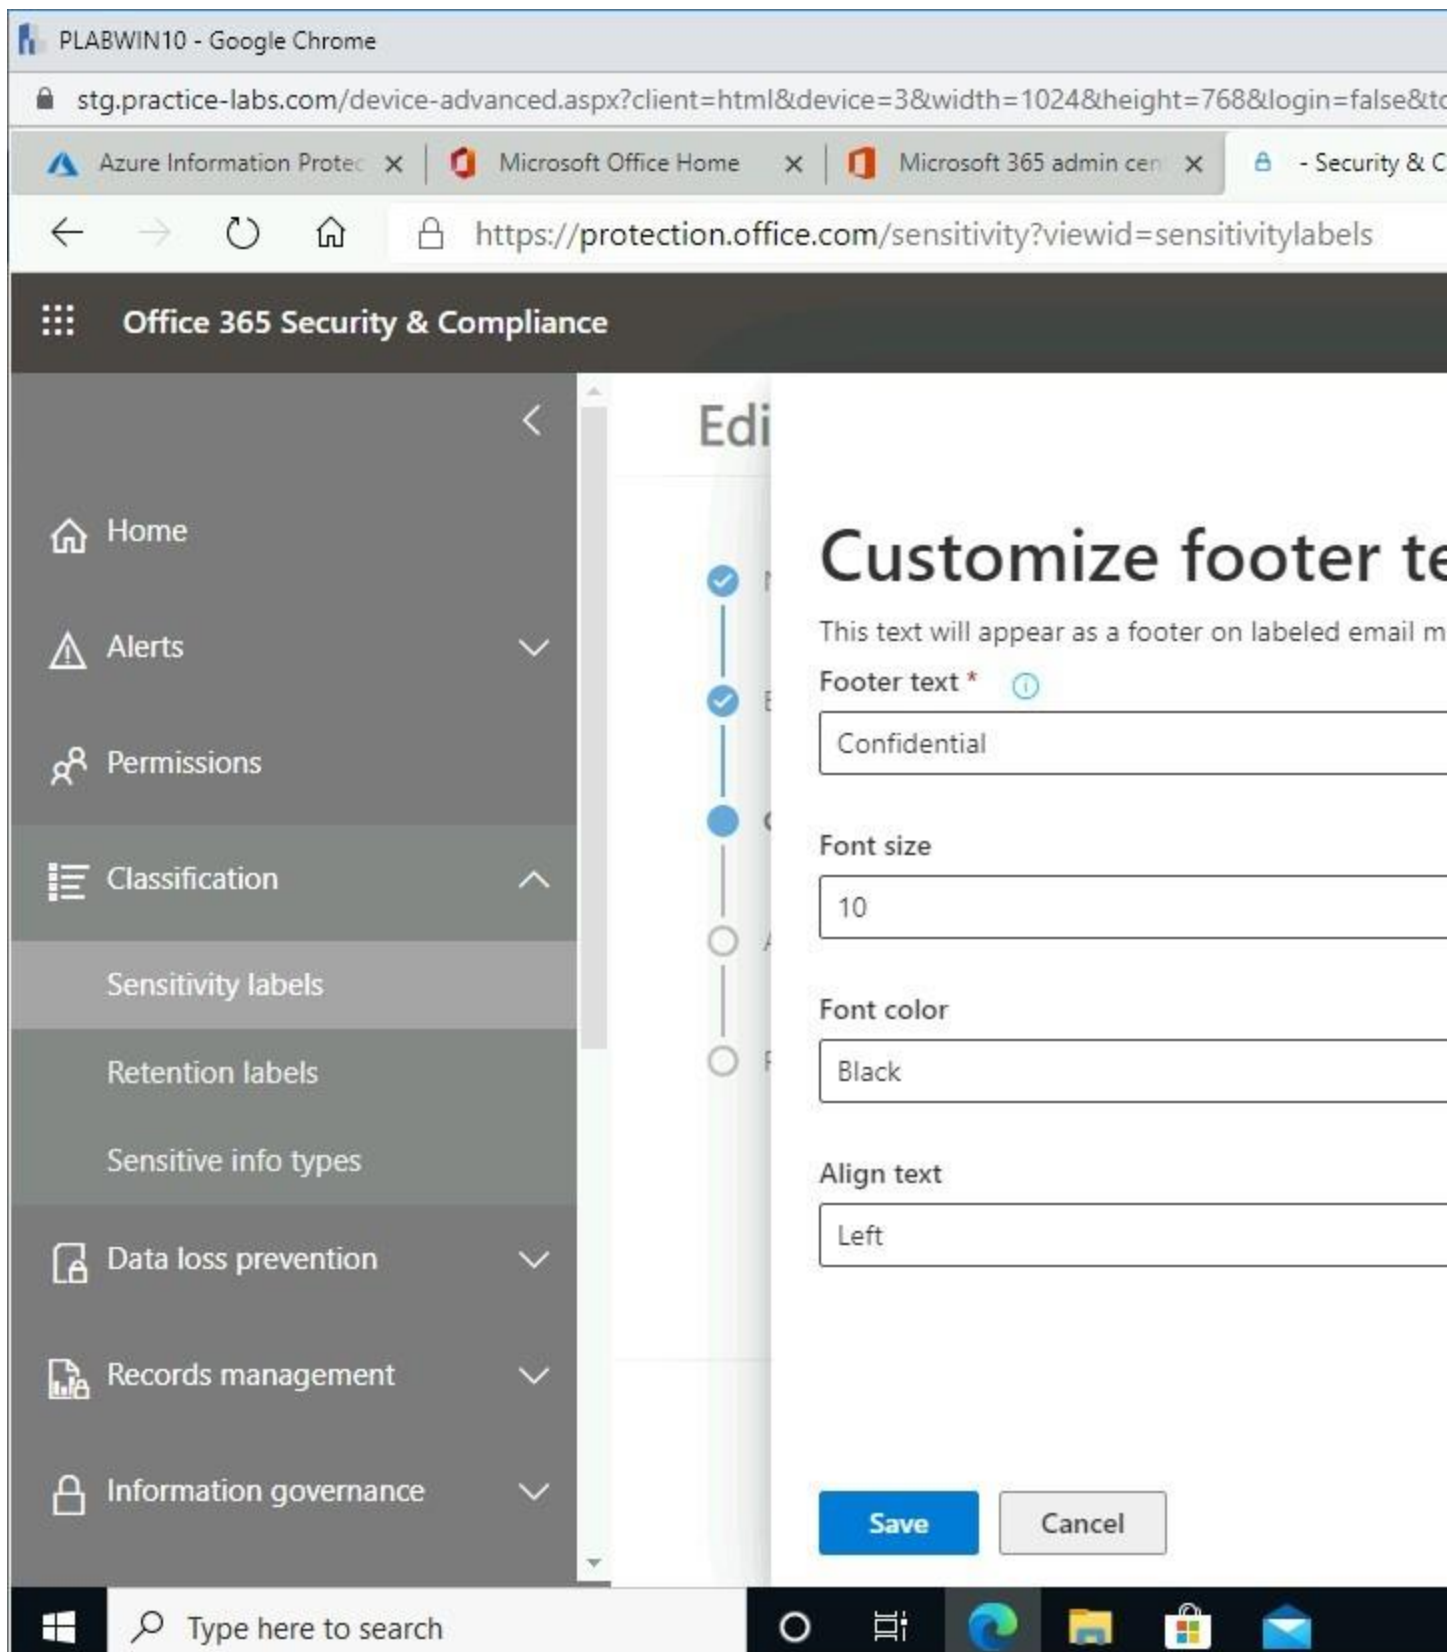 PLABWIN10 - Google Chrome
stg.practice-labs.com/device-advanced.aspx?client=html&device=3&width=1024&height=768&login=false&to
Azure Information Protec
Microsoft Office Home
Microsoft 365 admin cen
- Security & C
https://protection.office.com/sensitivity?viewid=sensitivitylabels
Office 365 Security & Compliance
Home
Alerts
Permissions
Classification
Sensitivity labels
Retention labels
Sensitive info types
Data loss prevention
Records management
Information governance
Edi
Customize footer te
This text will appear as a footer on labeled email m
Footer text *
Confidential
Font size
10
Font color
Black
Align text
Left
Save
Cancel
Type here to search